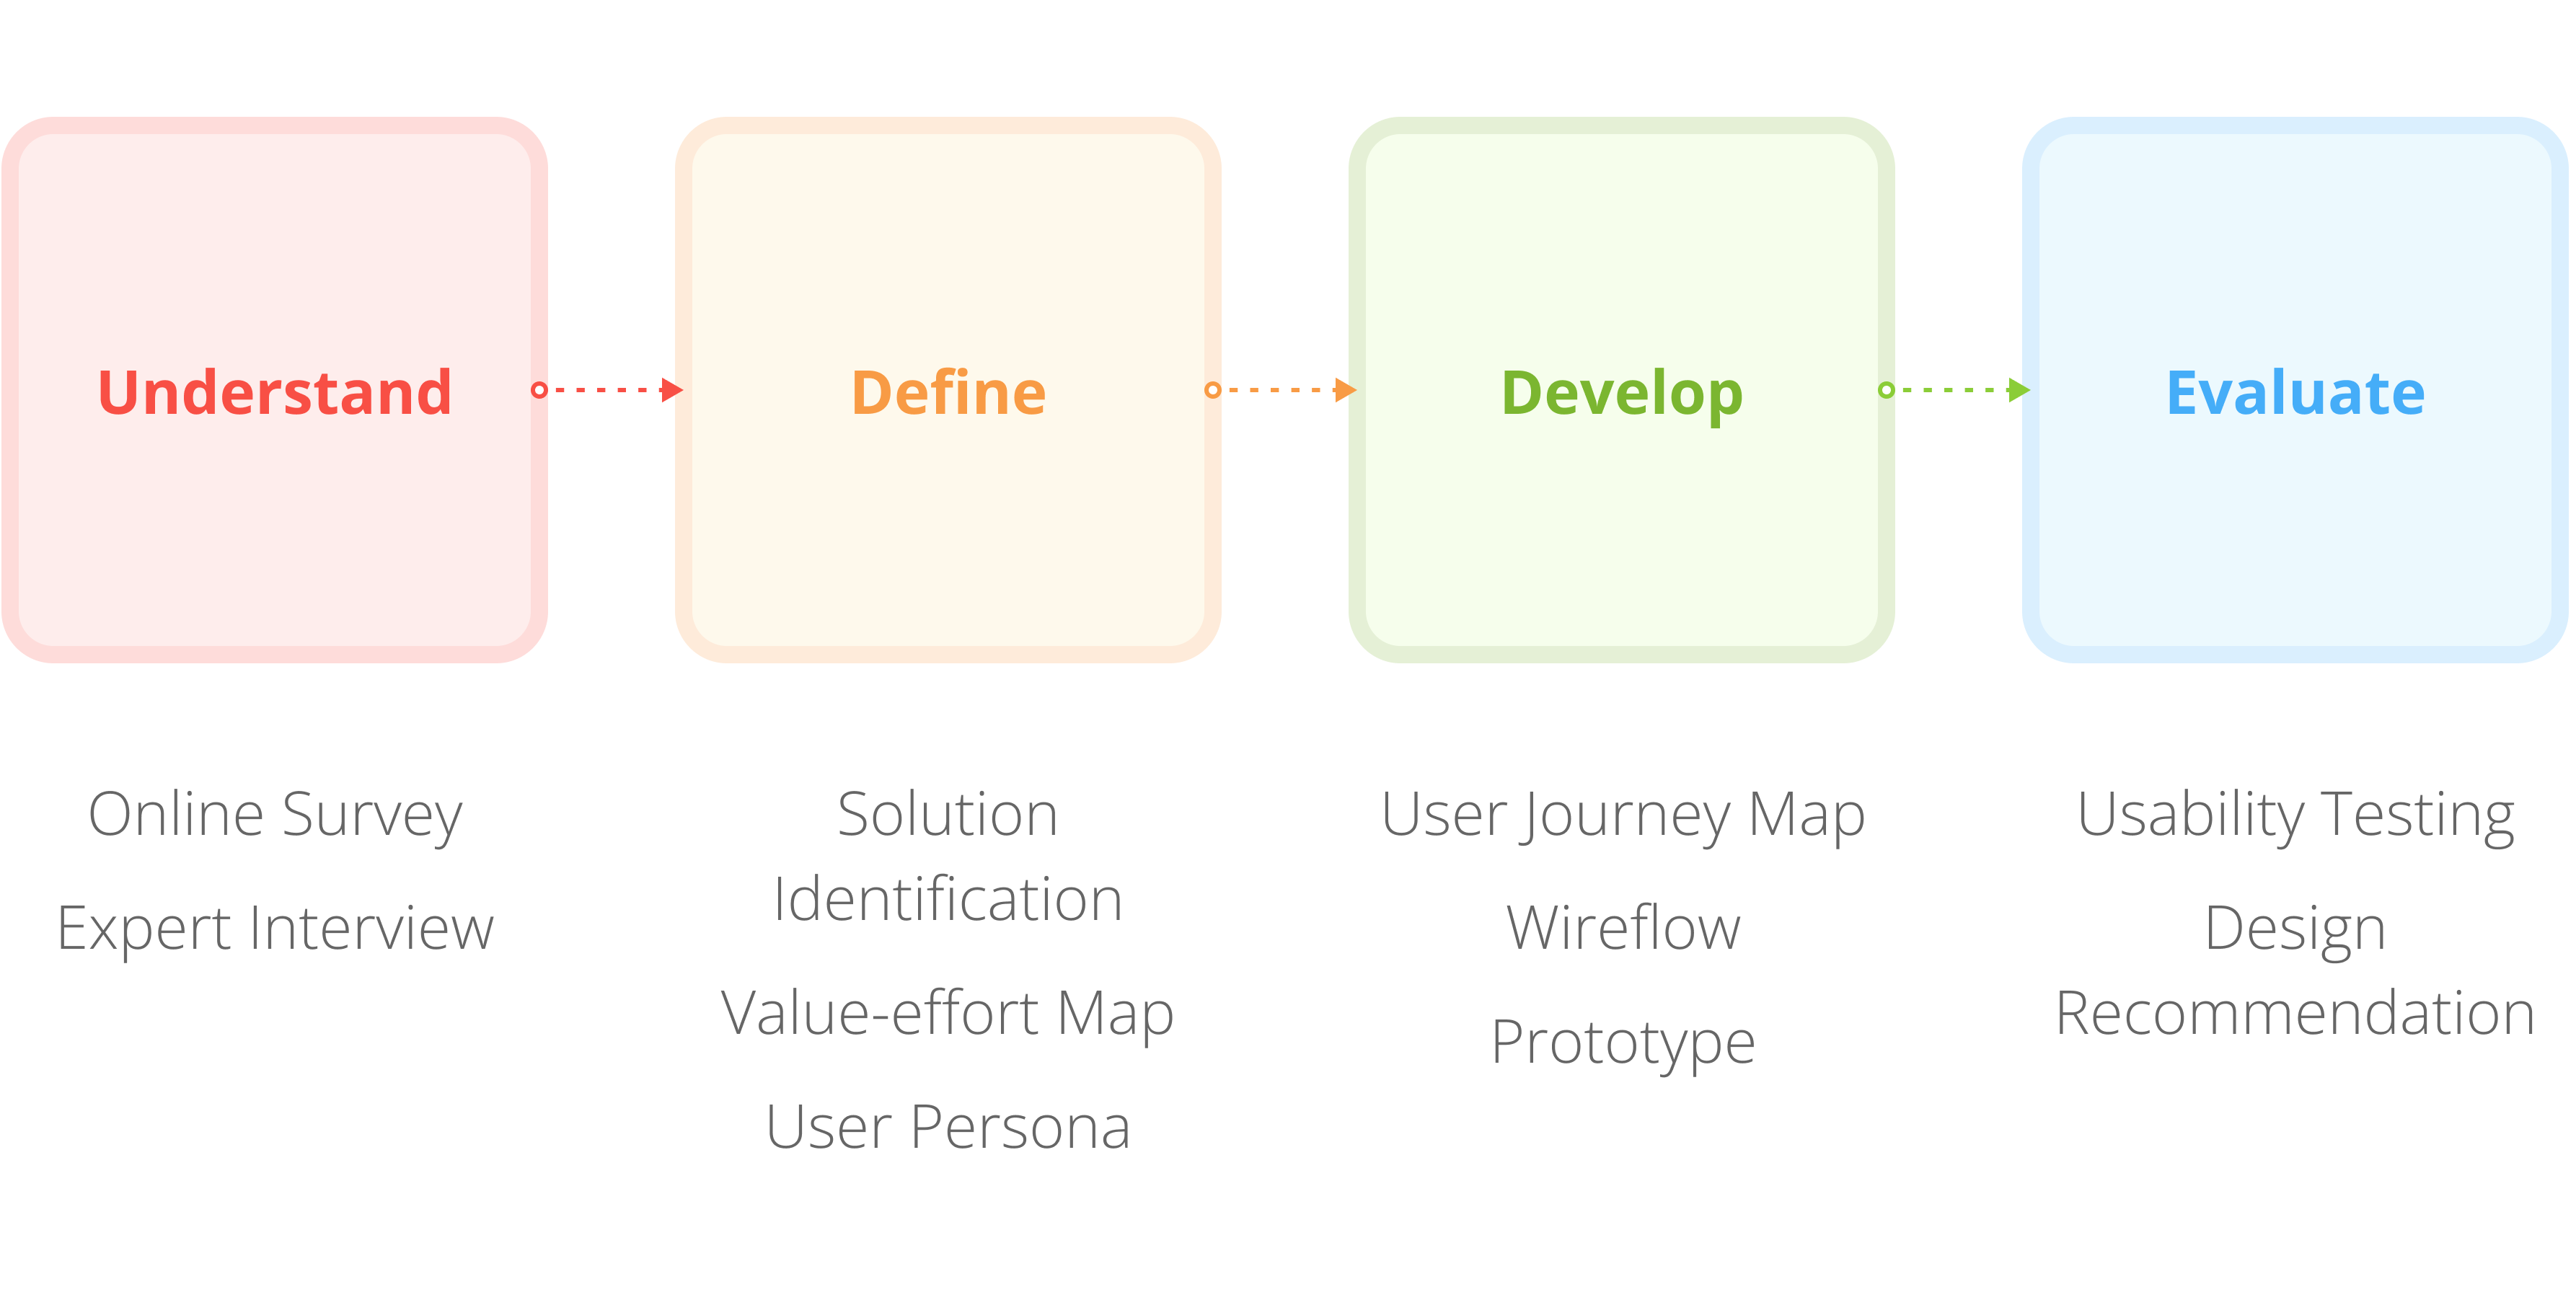 Understand
Define
Develop
Evaluate
Online Survey
Expert Interview
Solution
Identification
Value-effort Map
User Persona
User Journey Map
Wireflow
Prototype
Usability Testing
Design
Recommendation